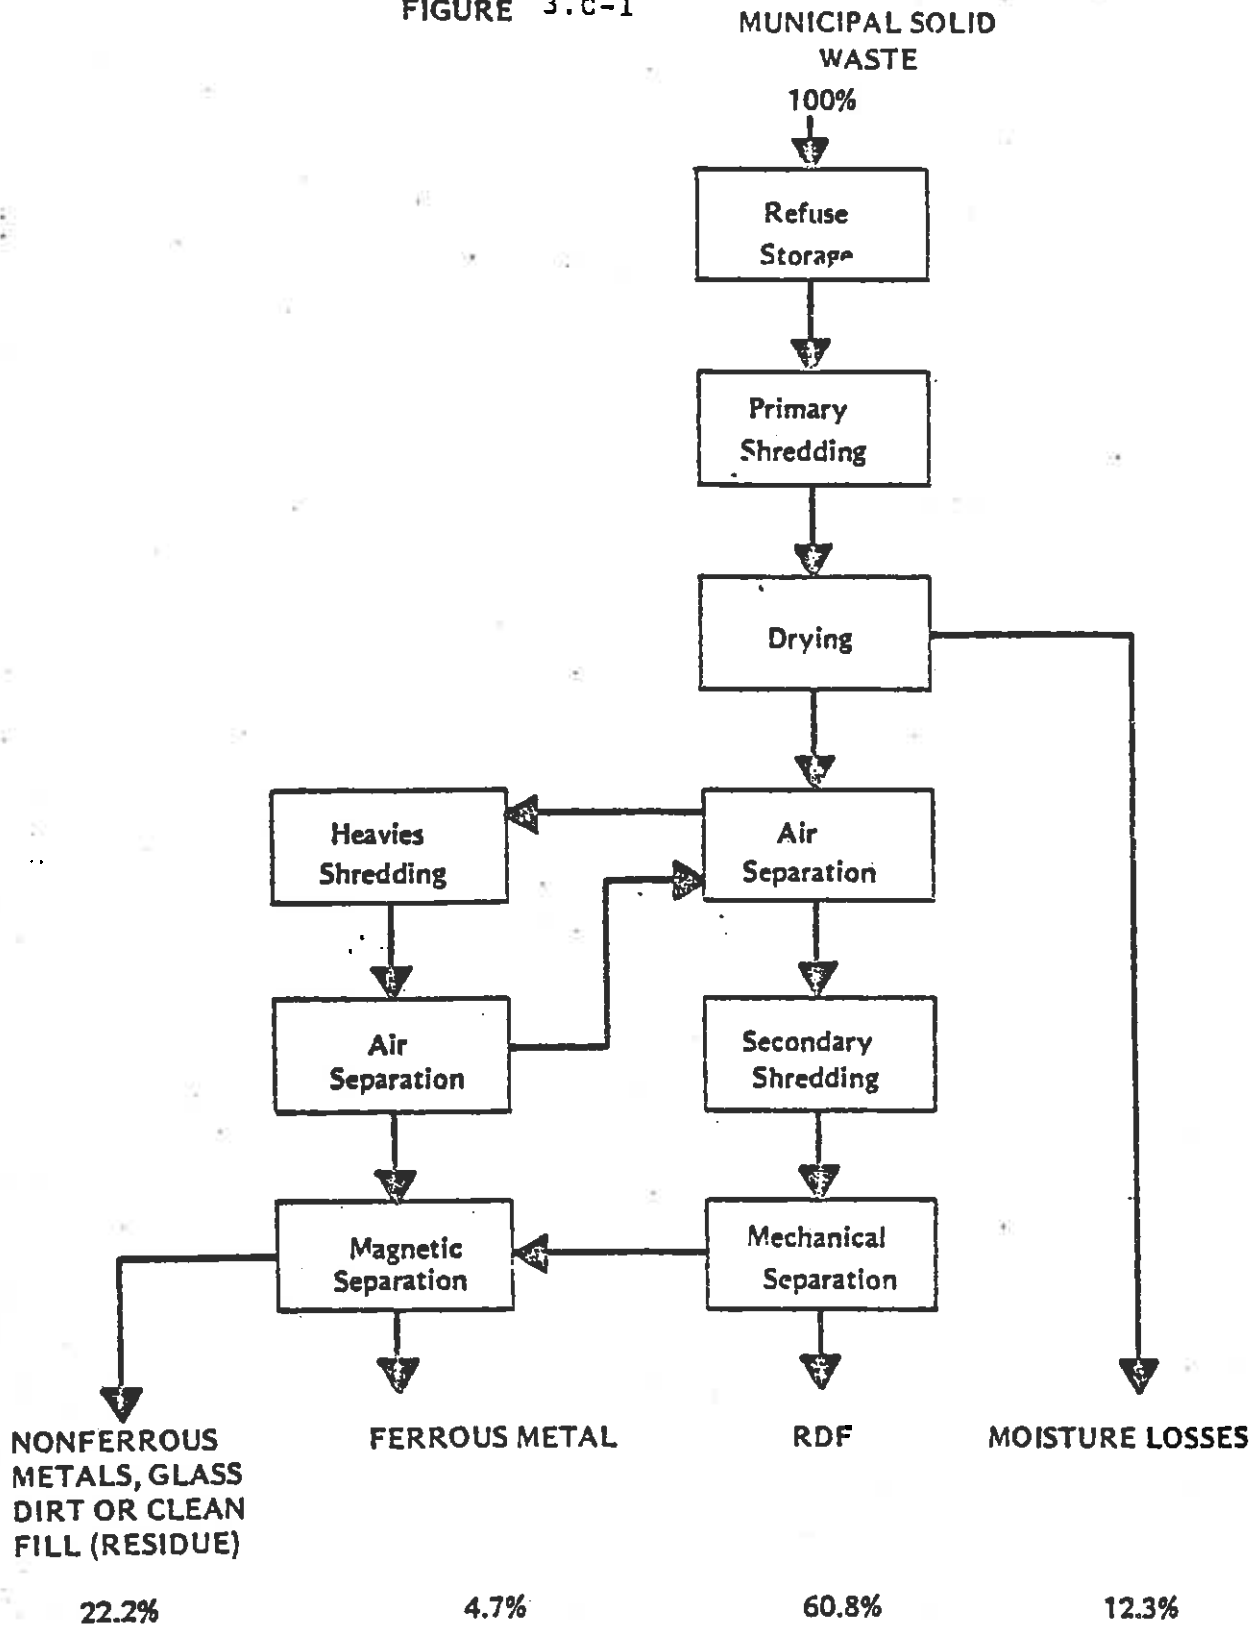 FIGURE 3.C-1
MUNICIPAL SOLID
WASTE
100%
Refuse
Storage
Primary
Shredding
Drying
Heavies
Shredding
Air
Separation
Air
Separation
Secondary
Shredding
Magnetic
Separation
Mechanical
Separation
NONFERROUS
METALS, GLASS
DIRT OR CLEAN
FILL (RESIDUE)
FERROUS METAL
RDF
MOISTURE LOSSES
22.2%
4.7%
60.8%
12.3%